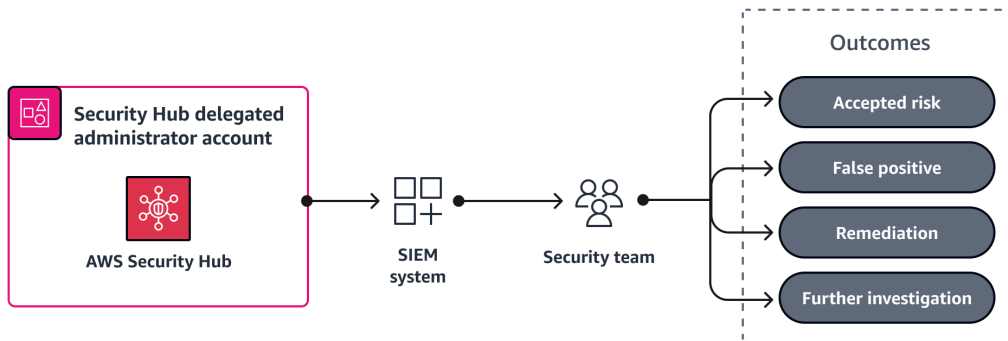 Outcomes
Security Hub delegated
administrator account
AWS Security Hub
SIEM
system
Security team
Accepted risk
False positive
Remediation
Further investigation